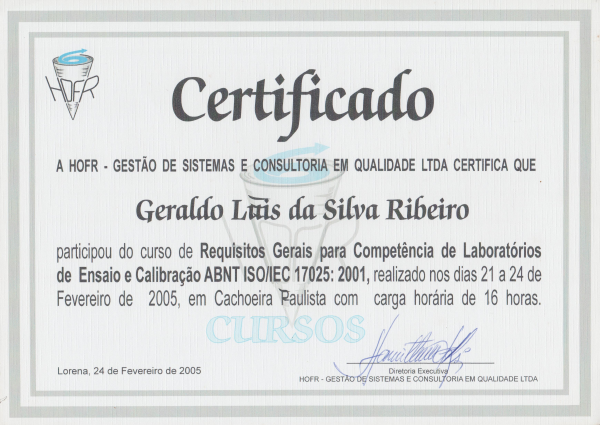 HOFR
Certificado
A HOFR - GESTÃO DE SISTEMAS E CONSULTORIA EM QUALIDADE LTDA CERTIFICA QUE
Geraldo Luis da Silva Ribeiro
participou do curso de Requisitos Gerais para Competência de Laboratórios
de Ensaio e Calibração ABNT ISO/IEC 17025: 2001, realizado nos dias 21 a 24 de
Fevereiro de 2005, em Cachoeira Paulista com carga horária de 16 horas.
CURSOS
Lorena, 24 de Fevereiro de 2005
Diretoria Executiva
HOFR - GESTÃO DE SISTEMAS E CONSULTORIA EM QUALIDADE LTDA